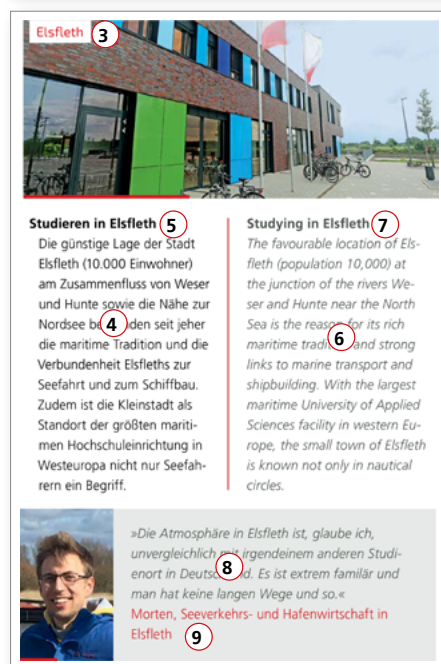 Elsfleth 3
Studieren in Elsfleth 5
Die günstige Lage der Stadt
Elsfleth (10.000 Einwohner)
am Zusammenfluss von Weser
und Hunte sowie die Nähe zur
Nordsee 4 seit jeher
die maritime Tradition und die
Verbundenheit Elsfleths zur
Seefahrt und zum Schiffbau.
Zudem ist die Kleinstadt als
Standort der größten mariti-
men Hochschuleinrichtung in
Westeuropa nicht nur Seefah-
rern ein Begriff.
Studying in Elsfleth 7
The favourable location of Els-
fleth (population 10,000) at
the junction of the rivers We-
ser and Hunte near the North
Sea is the reason for its rich
maritime 6 and strong
links to marine transport and
shipbuilding. With the largest
maritime University of Applied
Sciences facility in western Eu-
rope, the small town of Elsfleth
is known not only in nautical
circles.
»Die Atmosphäre in Elsfleth ist, glaube ich,
unvergleichlich mit irgendeinem anderen Studi-
enort in Deutschland. 8 Es ist extrem familär und
man hat keine langen Wege und so.«
Morten, Seeverkehrs- und Hafenwirtschaft in
Elsfleth 9